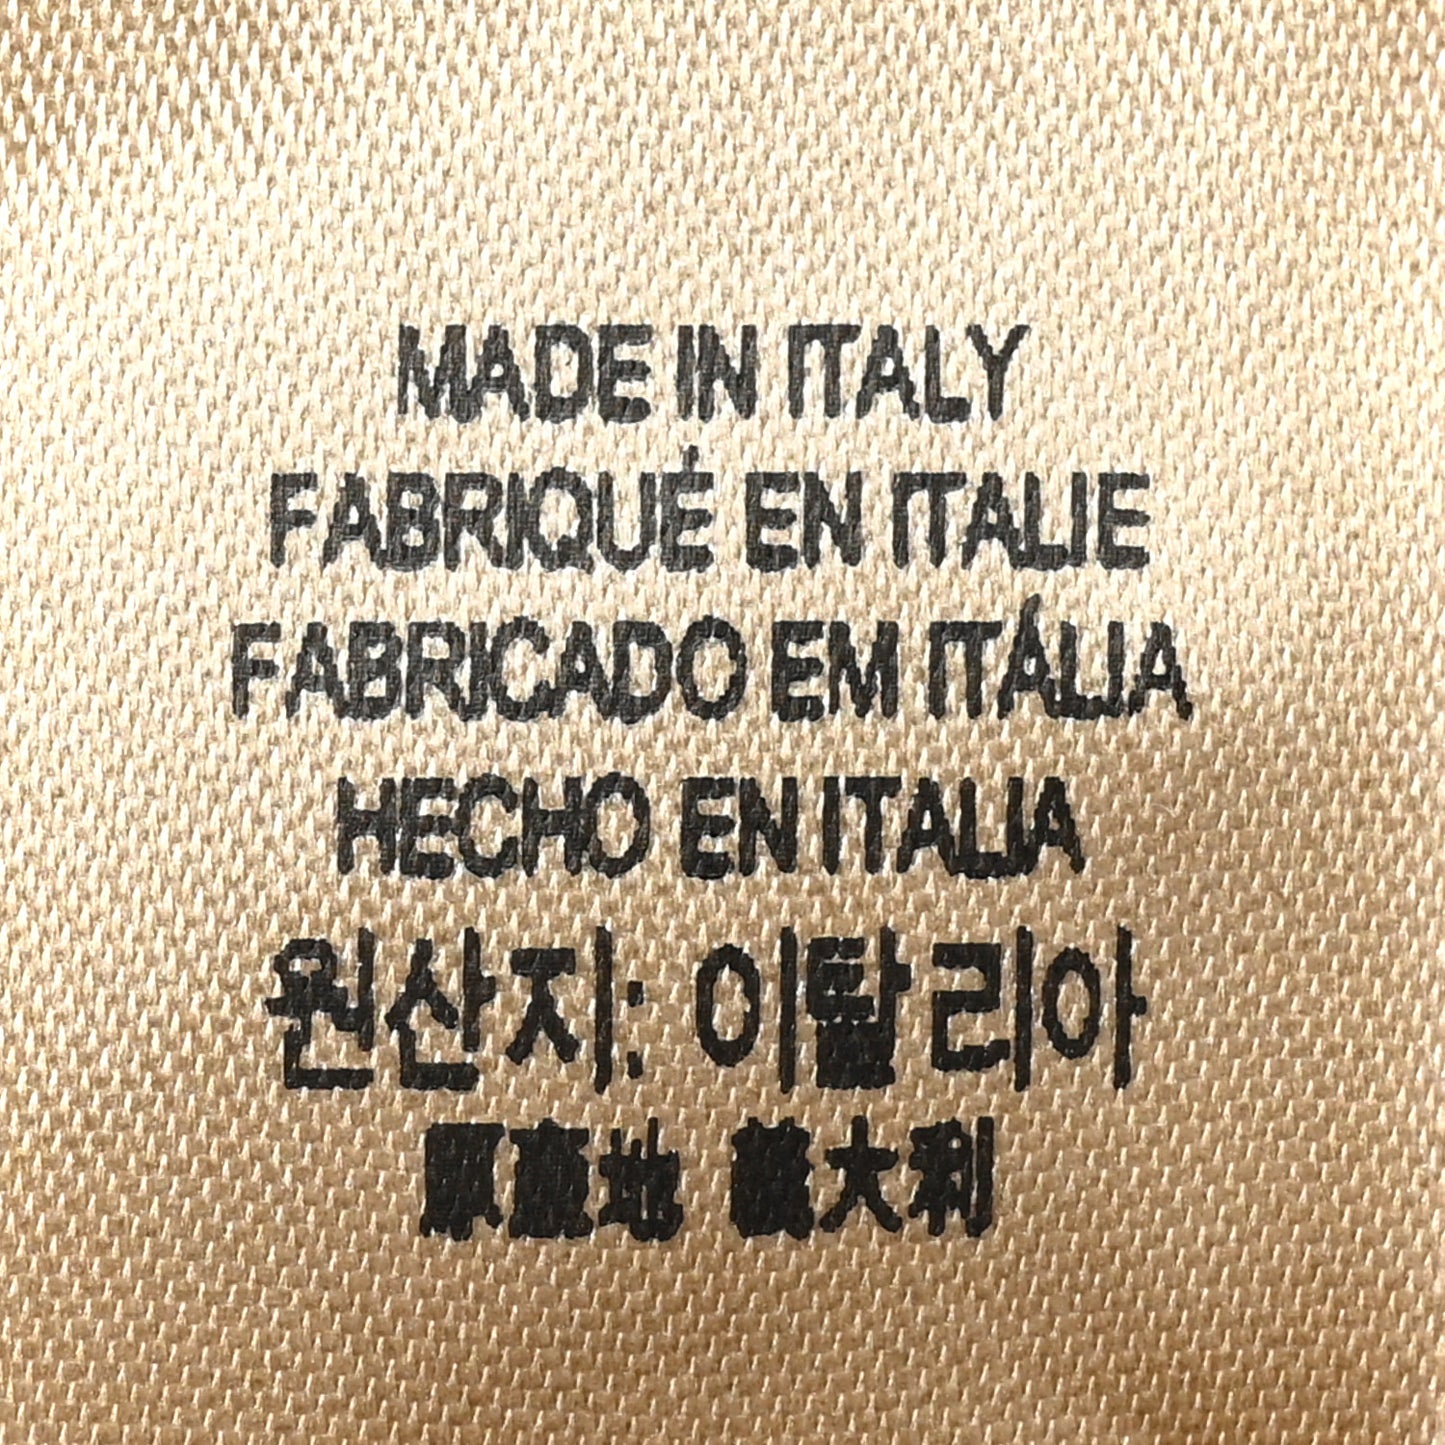 MADE IN ITALY
FABRIQUÉ EN ITALIE
FABRICADO EM ITÁLIA
HECHO EN ITALIA
원산지: 이탈리아
原產地 義大利